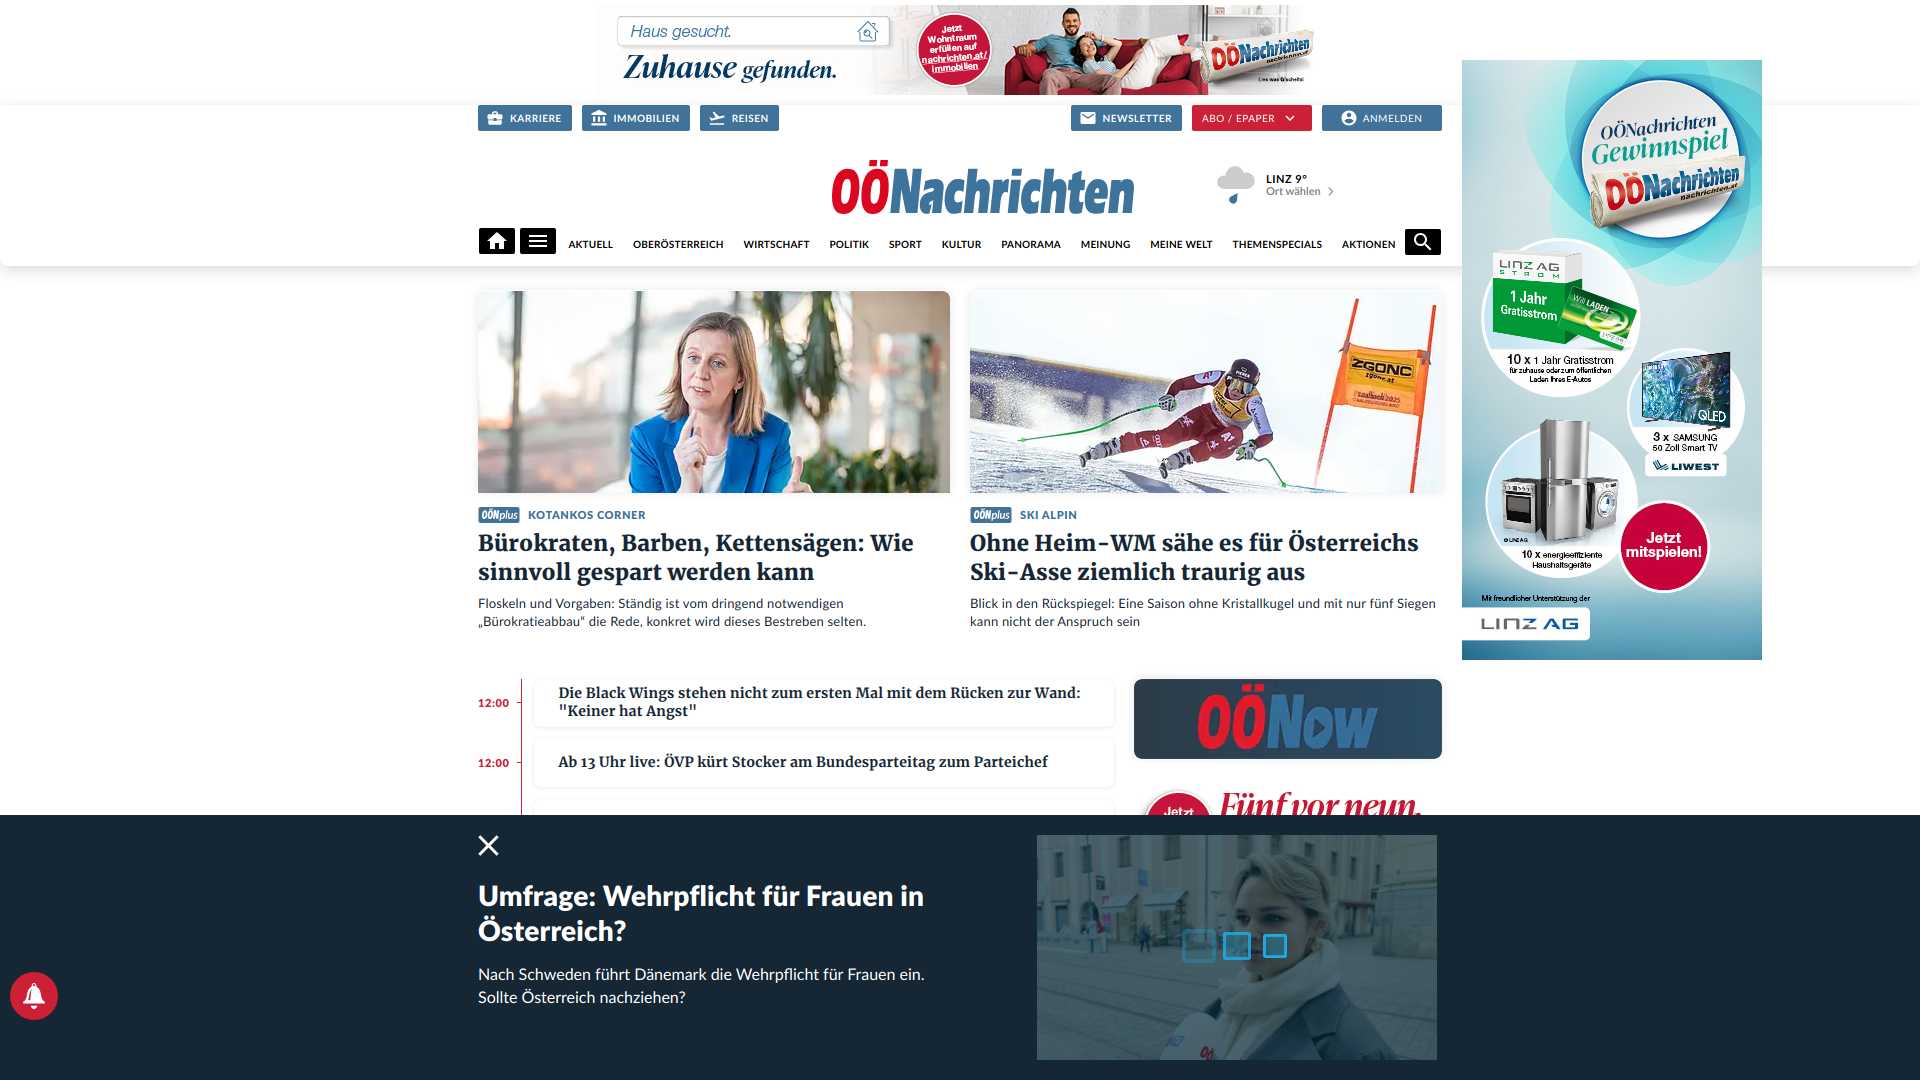 Haus gesucht.
Zuhause gefunden.
Jetzt
Wohntraum
erfüllen auf
nachrichten.at/
immobilien
OÖNachrichten
Lies was G'scheits!
KARRIERE
IMMOBILIEN
REISEN
NEWSLETTER
ABO / EPAPER
ANMELDEN
OÖNachrichten
LINZ 9°
Ort wählen
AKTUELL
OBERÖSTERREICH
WIRTSCHAFT
POLITIK
SPORT
KULTUR
PANORAMA
MEINUNG
MEINE WELT
THEMENSPECIALS
AKTIONEN
OÖNachrichten
Gewinnspiel
OÖNachrichten
nachrichten.at
LINZ AG
STROM
1 Jahr
Gratisstrom
Will LADEN
10 x 1 Jahr Gratisstrom
für zuhause oder zum öffentlichen
Laden Ihres E-Autos
QLED
3 x SAMSUNG
50 Zoll Smart TV
LIWEST
© LINZ AG
10 x energieeffiziente
Haushaltsgeräte
Jetzt
mitspielen!
Mit freundlicher Unterstützung der
LINZ AG
ZGONC
zgonc.at
saalbach2025
OÖNplus KOTANKOS CORNER
Bürokraten, Barben, Kettensägen: Wie
sinnvoll gespart werden kann
Floskeln und Vorgaben: Ständig ist vom dringend notwendigen
„Bürokratieabbau“ die Rede, konkret wird dieses Bestreben selten.
OÖNplus SKI ALPIN
Ohne Heim-WM sähe es für Österreichs
Ski-Asse ziemlich traurig aus
Blick in den Rückspiegel: Eine Saison ohne Kristallkugel und mit nur fünf Siegen
kann nicht der Anspruch sein
12:00
Die Black Wings stehen nicht zum ersten Mal mit dem Rücken zur Wand:
"Keiner hat Angst"
12:00
Ab 13 Uhr live: ÖVP kürt Stocker am Bundesparteitag zum Parteichef
OÖNow
Jetzt
Fünf vor neun.
Umfrage: Wehrpflicht für Frauen in
Österreich?
Nach Schweden führt Dänemark die Wehrpflicht für Frauen ein.
Sollte Österreich nachziehen?